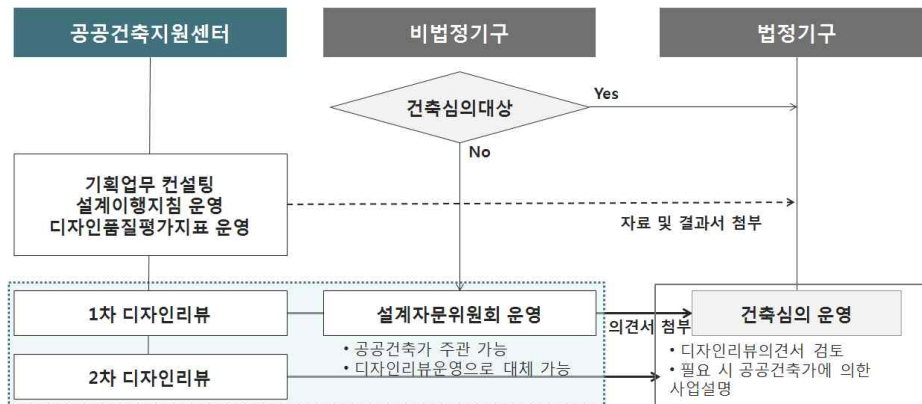 공공건축지원센터
비법정기구
법정기구
건축심의대상
Yes
No
기획업무 컨설팅
설계이행지침 운영
디자인품질평가지표 운영
자료 및 결과서 첨부
1차 디자인리뷰
설계자문위원회 운영
의견서 첨부
건축심의 운영
• 공공건축가 주관 가능
• 디자인리뷰운영으로 대체 가능
• 디자인리뷰의견서 검토
• 필요 시 공공건축가에 의한
사업설명
2차 디자인리뷰